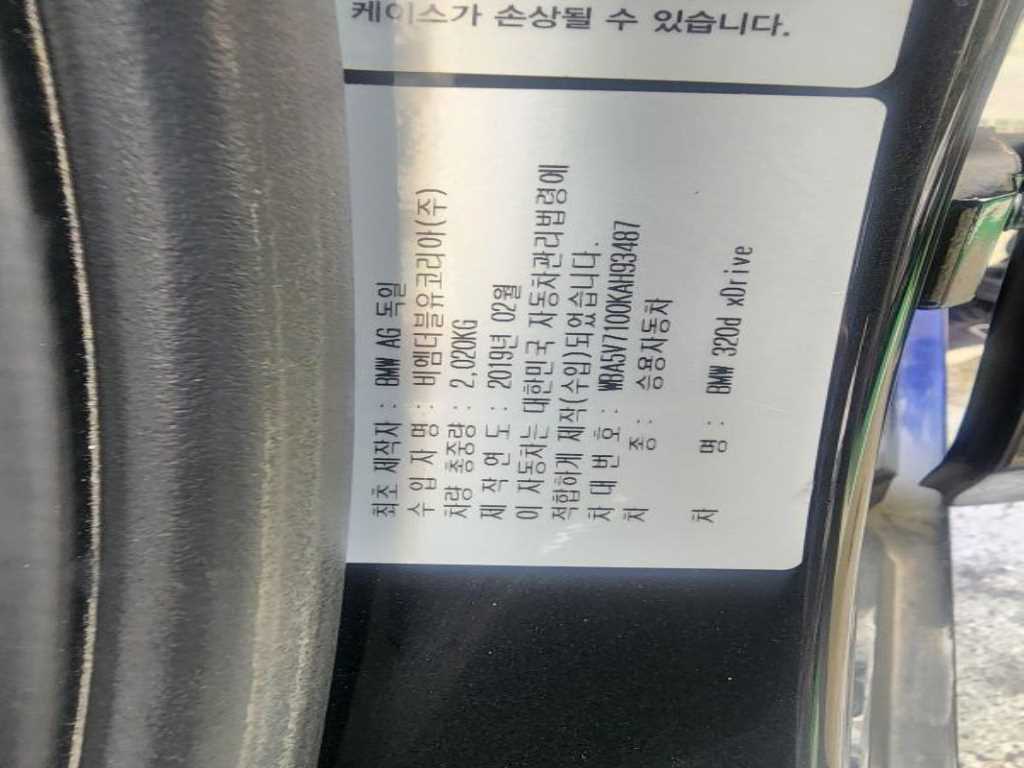 케이스가 손상될 수 있습니다.
최초 제작자 : BMW AG 독일
수 입 자 명 : 비엠더블유코리아(주)
차량 총중량 : 2,020KG
제 작 연 도 : 2019년 02월
이 자동차는 대한민국 자동차관리법령에
적합하게 제작(수입)되었습니다.
차 대 번 호 : WBA5V7100KAH93487
차 종 : 승용자동차
차 명 : BMW 320d xDrive